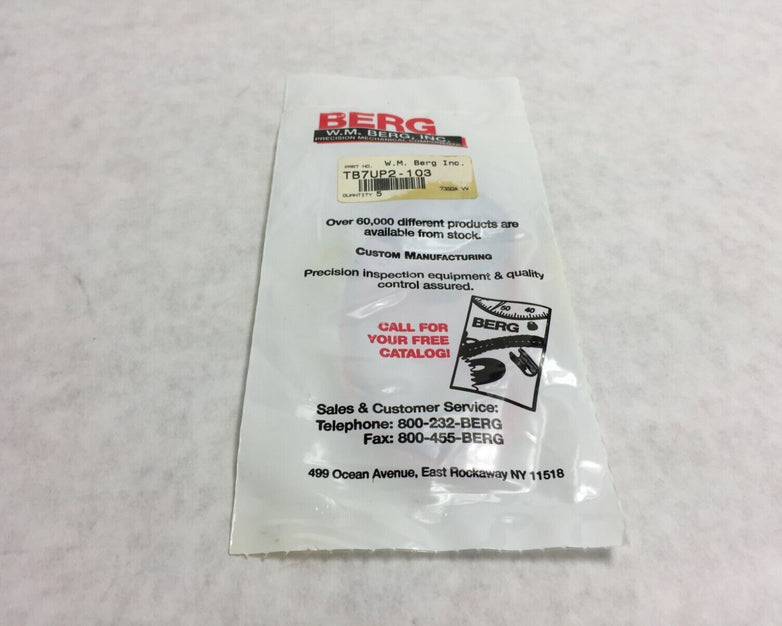 BERG
W.M. BERG, INC.
PRECISION MECHANICAL COMPONENTS
PART NO. W.M. Berg Inc.
TB7UP2-103
QUANTITY 5
Over 60,000 different products are
available from stock.
CUSTOM MANUFACTURING
Precision inspection equipment & quality
control assured.
50 40
BERG
CALL FOR
YOUR FREE
CATALOG!
Sales & Customer Service:
Telephone: 800-232-BERG
Fax: 800-455-BERG
499 Ocean Avenue, East Rockaway NY 11518